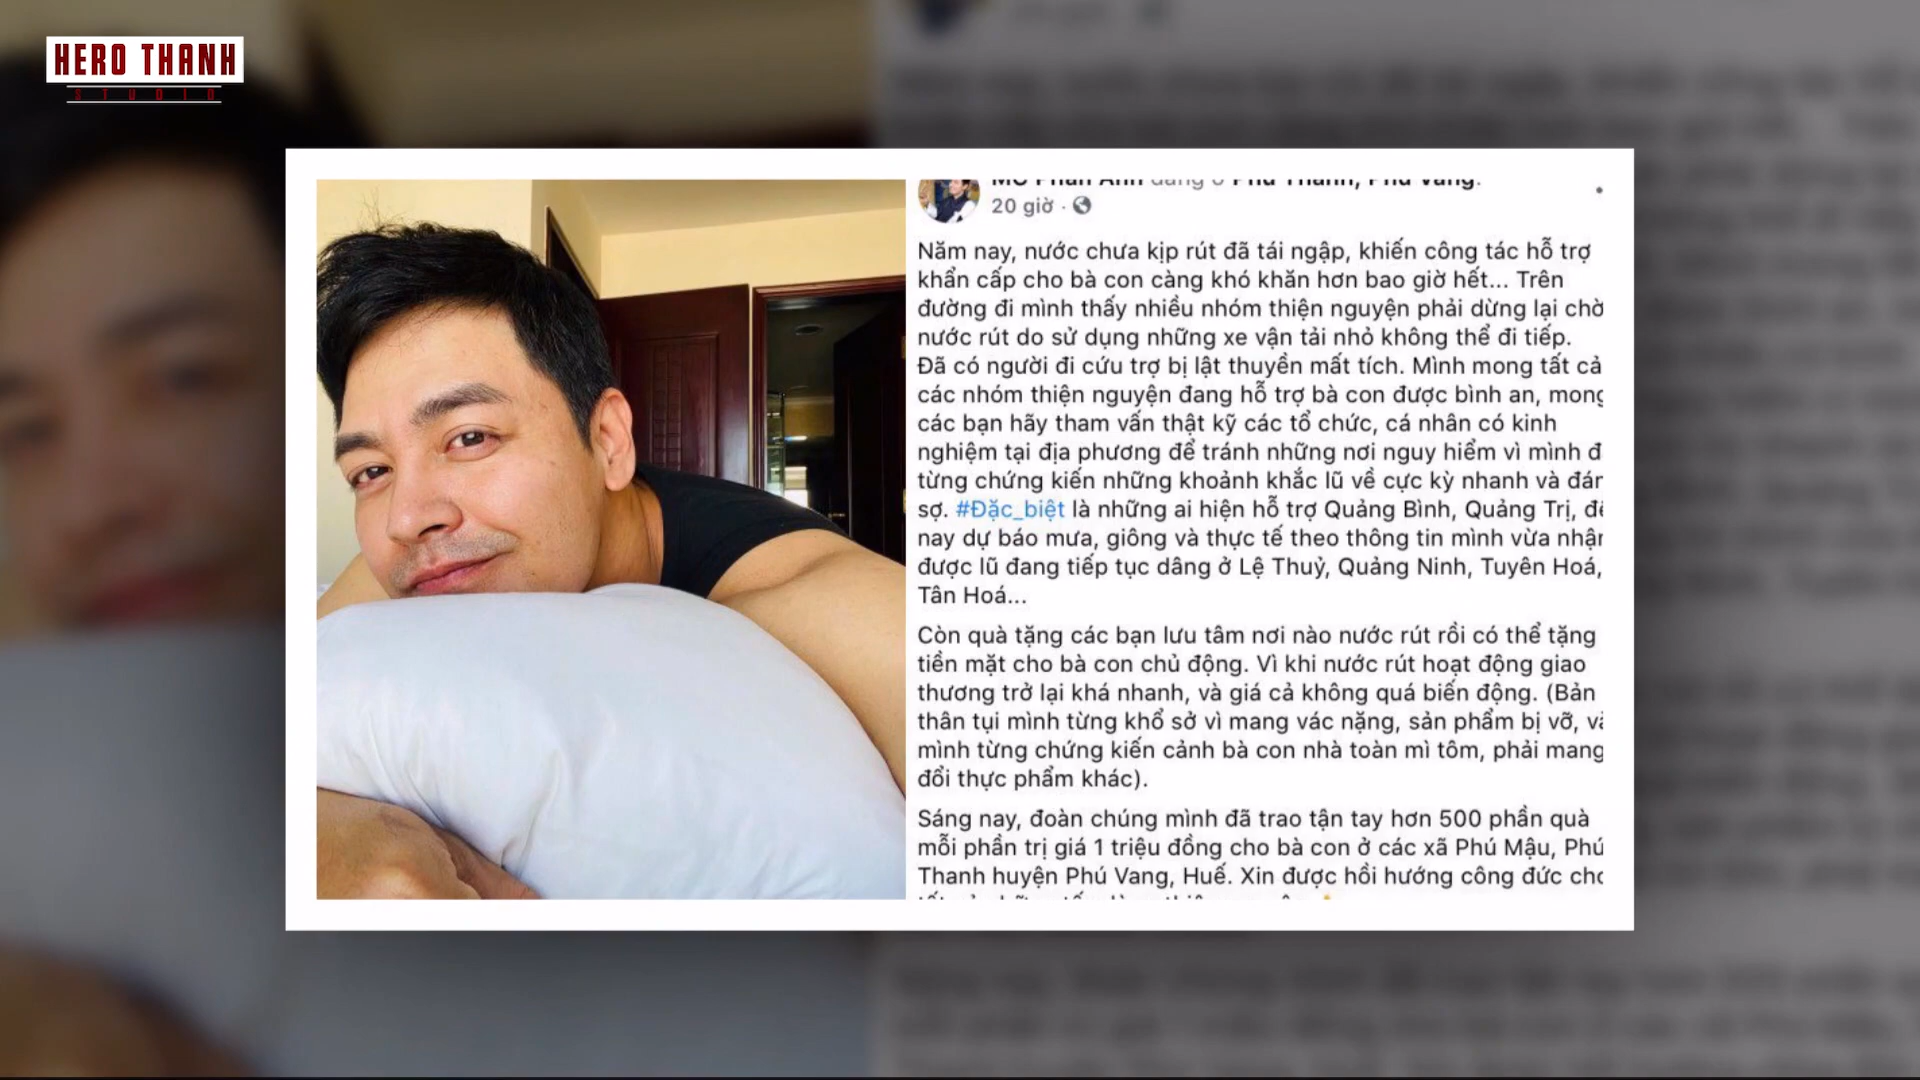 HERO THANH
STUDIO
MC Phan Anh đang ở Phú Thanh, Phú Vang.
20 giờ ·
Năm nay, nước chưa kịp rút đã tái ngập, khiến công tác hỗ trợ
khẩn cấp cho bà con càng khó khăn hơn bao giờ hết... Trên
đường đi mình thấy nhiều nhóm thiện nguyện phải dừng lại chờ
nước rút do sử dụng những xe vận tải nhỏ không thể đi tiếp.
Đã có người đi cứu trợ bị lật thuyền mất tích. Mình mong tất cả
các nhóm thiện nguyện đang hỗ trợ bà con được bình an, mong
các bạn hãy tham vấn thật kỹ các tổ chức, cá nhân có kinh
nghiệm tại địa phương để tránh những nơi nguy hiểm vì mình
từng chứng kiến những khoảnh khắc lũ về cực kỳ nhanh và
sợ. #Đặc_biệt là những ai hiện hỗ trợ Quảng Bình, Quảng Trị,
nay dự báo mưa, giông và thực tế theo thông tin mình vừa
được lũ đang tiếp tục dâng ở Lệ Thuỷ, Quảng Ninh, Tuyên Hoá,
Tân Hoá...
Còn quà tặng các bạn lưu tâm nơi nào nước rút rồi có thể tặng
tiền mặt cho bà con chủ động. Vì khi nước rút hoạt động giao
thương trở lại khá nhanh, và giá cả không quá biến động. (Bản
thân tụi mình từng khổ sở vì mang vác nặng, sản phẩm bị vỡ,
mình từng chứng kiến cảnh bà con nhà toàn mì tôm, phải mang
đổi thực phẩm khác).
Sáng nay, đoàn chúng mình đã trao tận tay hơn 500 phần quà
mỗi phần trị giá 1 triệu đồng cho bà con ở các xã Phú Mậu, Phú
Thanh huyện Phú Vang, Huế. Xin được hồi hướng công đức